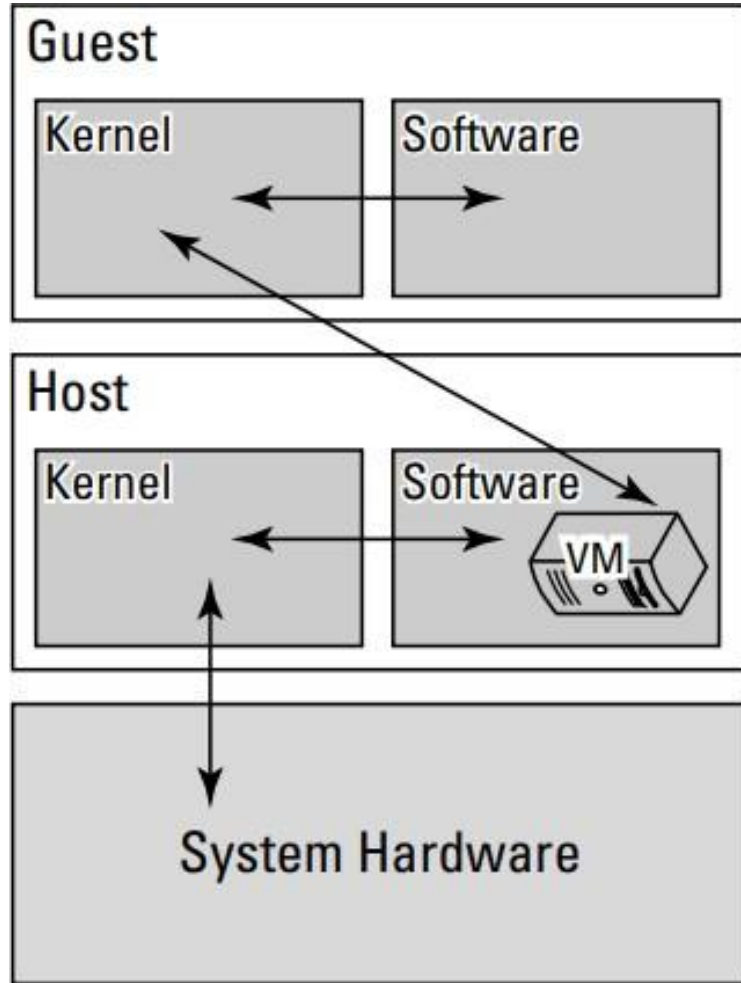 Guest
Kernel
Software
Host
Kernel
Software
VM
System Hardware